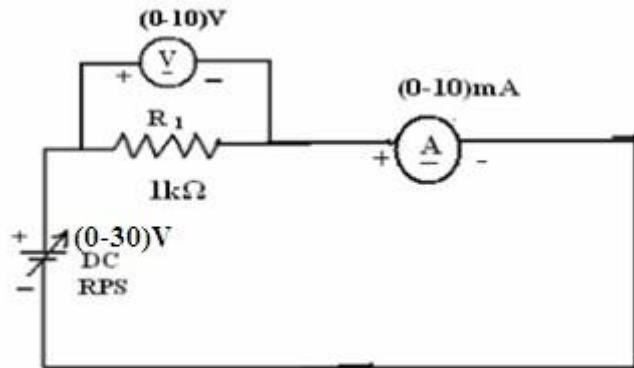 (0-10)V
V
+ −
(0-10)mA
R 1
+ A -
1kΩ
+ (0-30)V
DC
− RPS